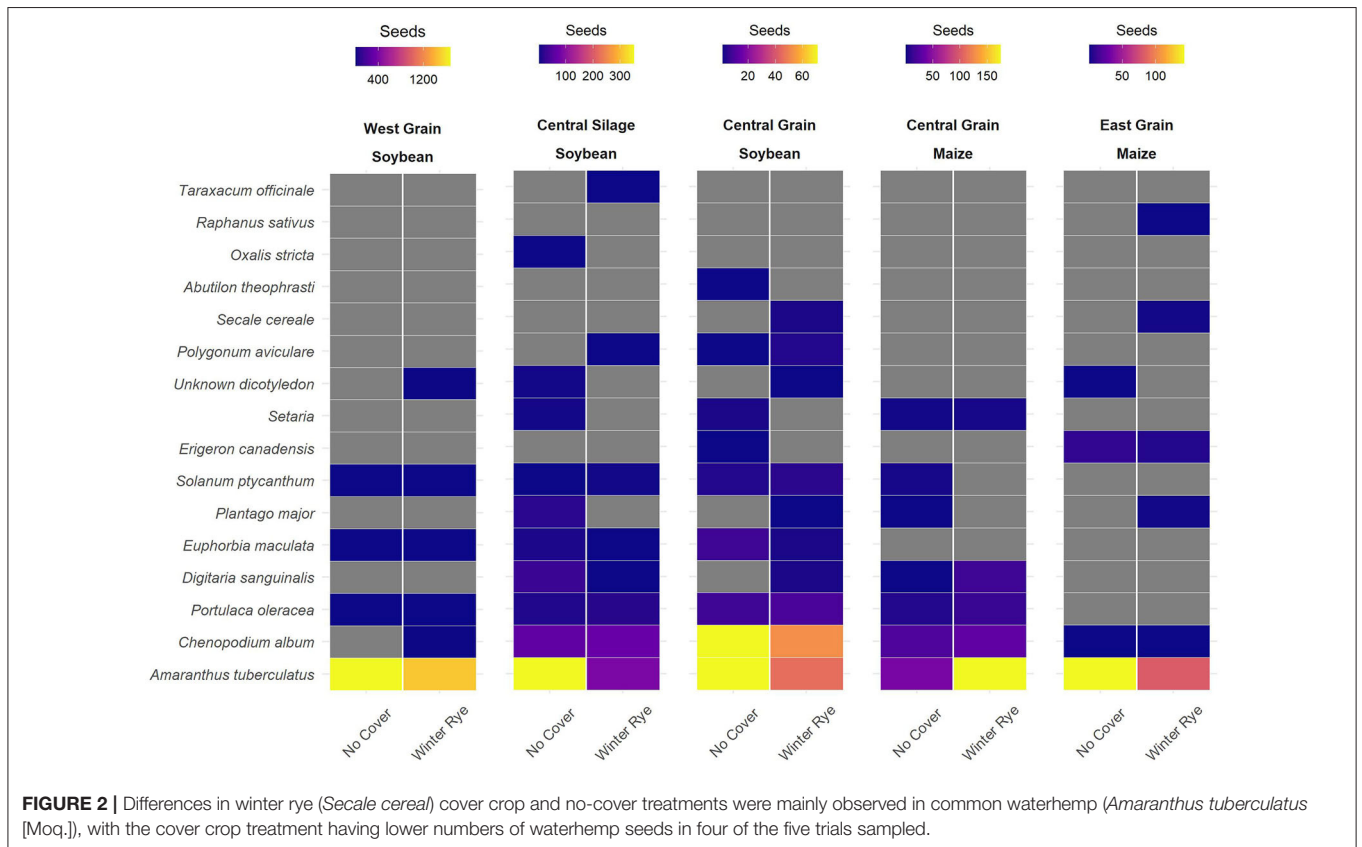 Seeds Seeds Seeds Seeds Seeds
400 1200 100 200 300 20 40 60 50 100 150 50 100
West Grain Central Silage Central Grain Central Grain East Grain
Soybean Soybean Soybean Maize Maize
Taraxacum officinale
Raphanus sativus
Oxalis stricta
Abutilon theophrasti
Secale cereale
Polygonum aviculare
Unknown dicotyledon
Setaria
Erigeron canadensis
Solanum ptycanthum
Plantago major
Euphorbia maculata
Digitaria sanguinalis
Portulaca oleracea
Chenopodium album
Amaranthus tuberculatus
No Cover Winter Rye No Cover Winter Rye No Cover Winter Rye No Cover Winter Rye No Cover Winter Rye
FIGURE 2 | Differences in winter rye (Secale cereal) cover crop and no-cover treatments were mainly observed in common waterhemp (Amaranthus tuberculatus
[Moq.]), with the cover crop treatment having lower numbers of waterhemp seeds in four of the five trials sampled.